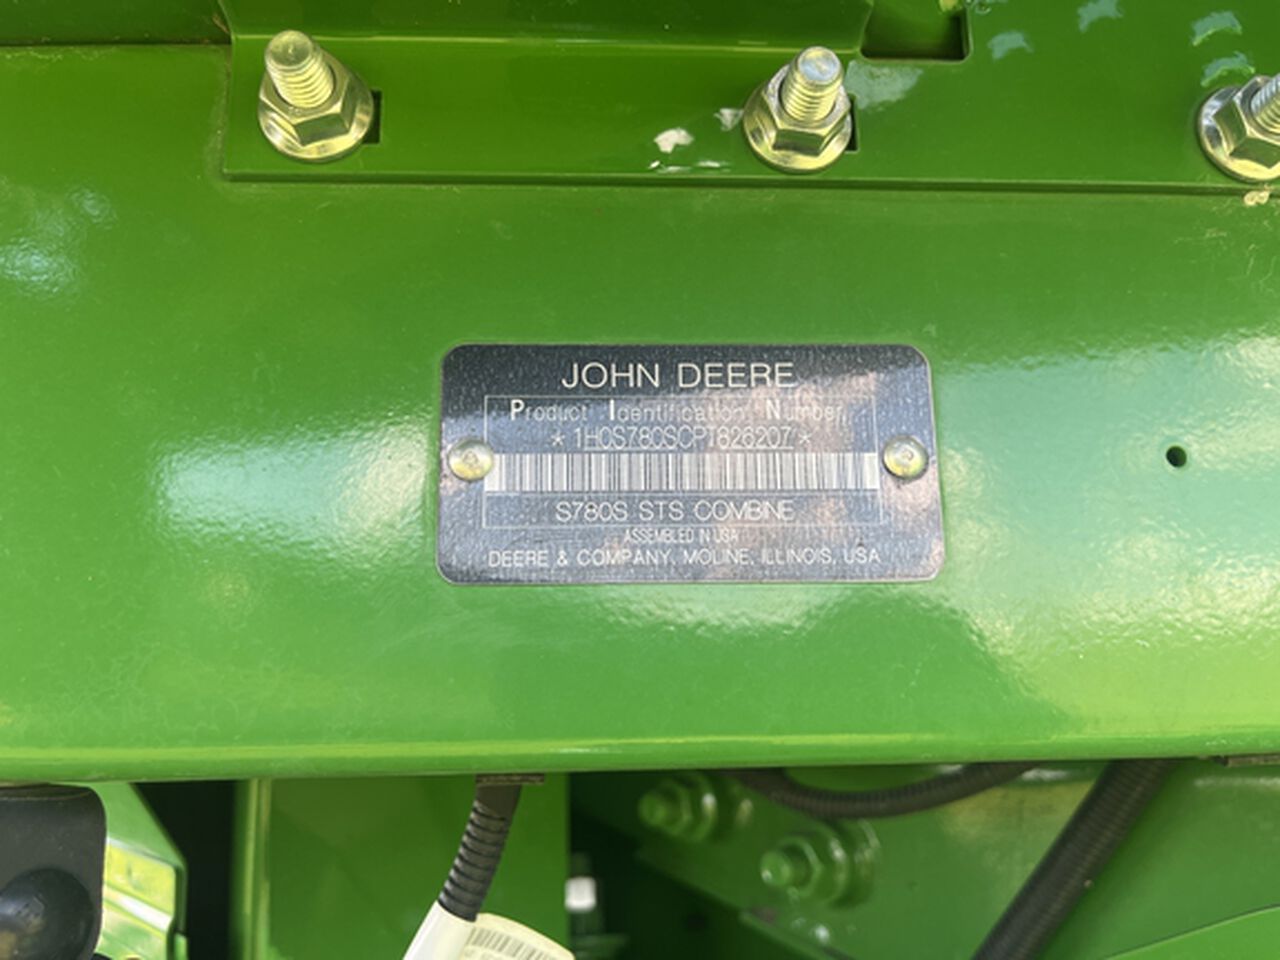 JOHN DEERE
Product Identification Number
*1H0S780SCPT826207*
S780S STS COMBINE
ASSEMBLED IN USA
DEERE & COMPANY, MOLINE, ILLINOIS, USA